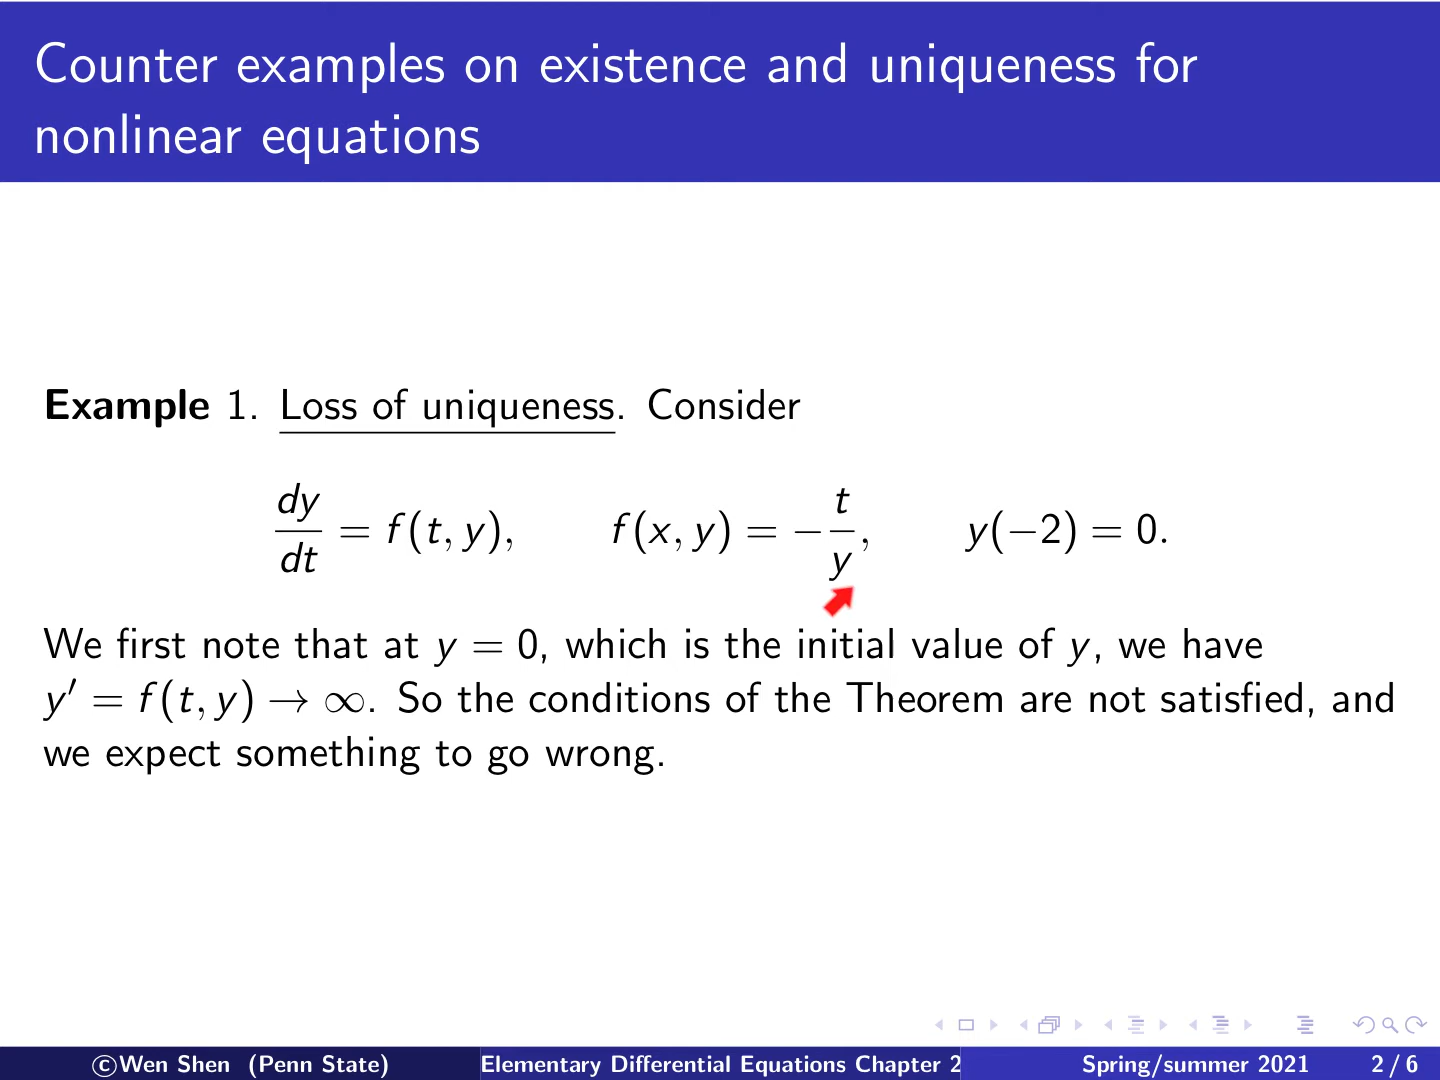 Counter examples on existence and uniqueness for
nonlinear equations
Example 1. Loss of uniqueness. Consider
dy/dt = f(t, y), f(x, y) = −t/y, y(−2) = 0.
We first note that at y = 0, which is the initial value of y, we have
y′ = f(t, y) → ∞. So the conditions of the Theorem are not satisfied, and
we expect something to go wrong.
©Wen Shen (Penn State) Elementary Differential Equations Chapter 2 Spring/summer 2021 2 / 6